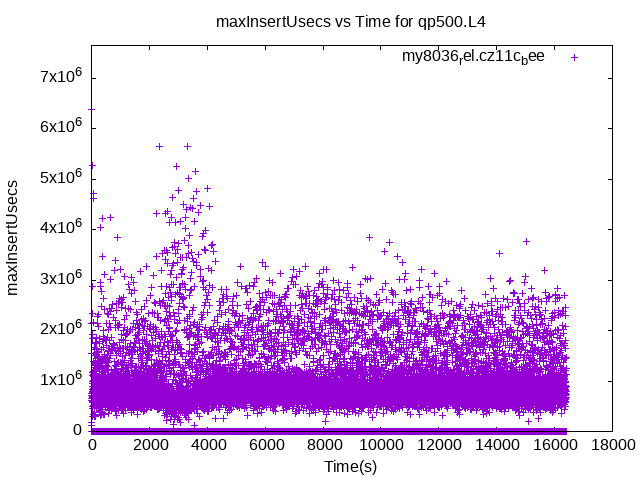 maxInsertUsecs vs Time for qp500.L4
my8036rel.cz11cbee
7x10^6
6x10^6
5x10^6
4x10^6
3x10^6
2x10^6
1x10^6
0
maxInsertUsecs
0 2000 4000 6000 8000 10000 12000 14000 16000 18000
Time(s)